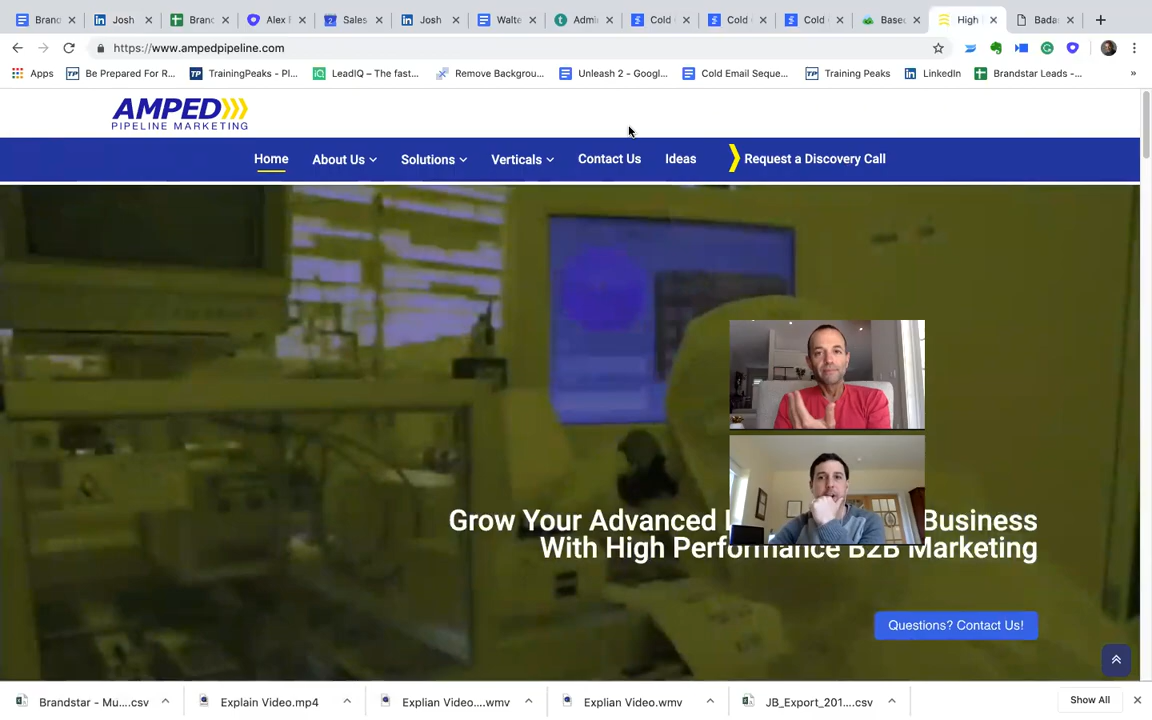 Brand
Josh
Branc
Alex
Sales
Josh
Walte
Admi
Cold
Cold
Cold
Based
High
Bada
https://www.ampedpipeline.com
Apps
Be Prepared For R...
TrainingPeaks - Pl...
LeadIQ – The fast...
Remove Backgrou...
Unleash 2 - Googl...
Cold Email Seque...
Training Peaks
LinkedIn
Brandstar Leads -...
»
AMPED
PIPELINE MARKETING
Home
About Us
Solutions
Verticals
Contact Us
Ideas
Request a Discovery Call
Grow Your Advanced Business
With High Performance B2B Marketing
Questions? Contact Us!
Brandstar - Mu....csv
Explain Video.mp4
Explian Video....wmv
Explian Video.wmv
JB_Export_201....csv
Show All